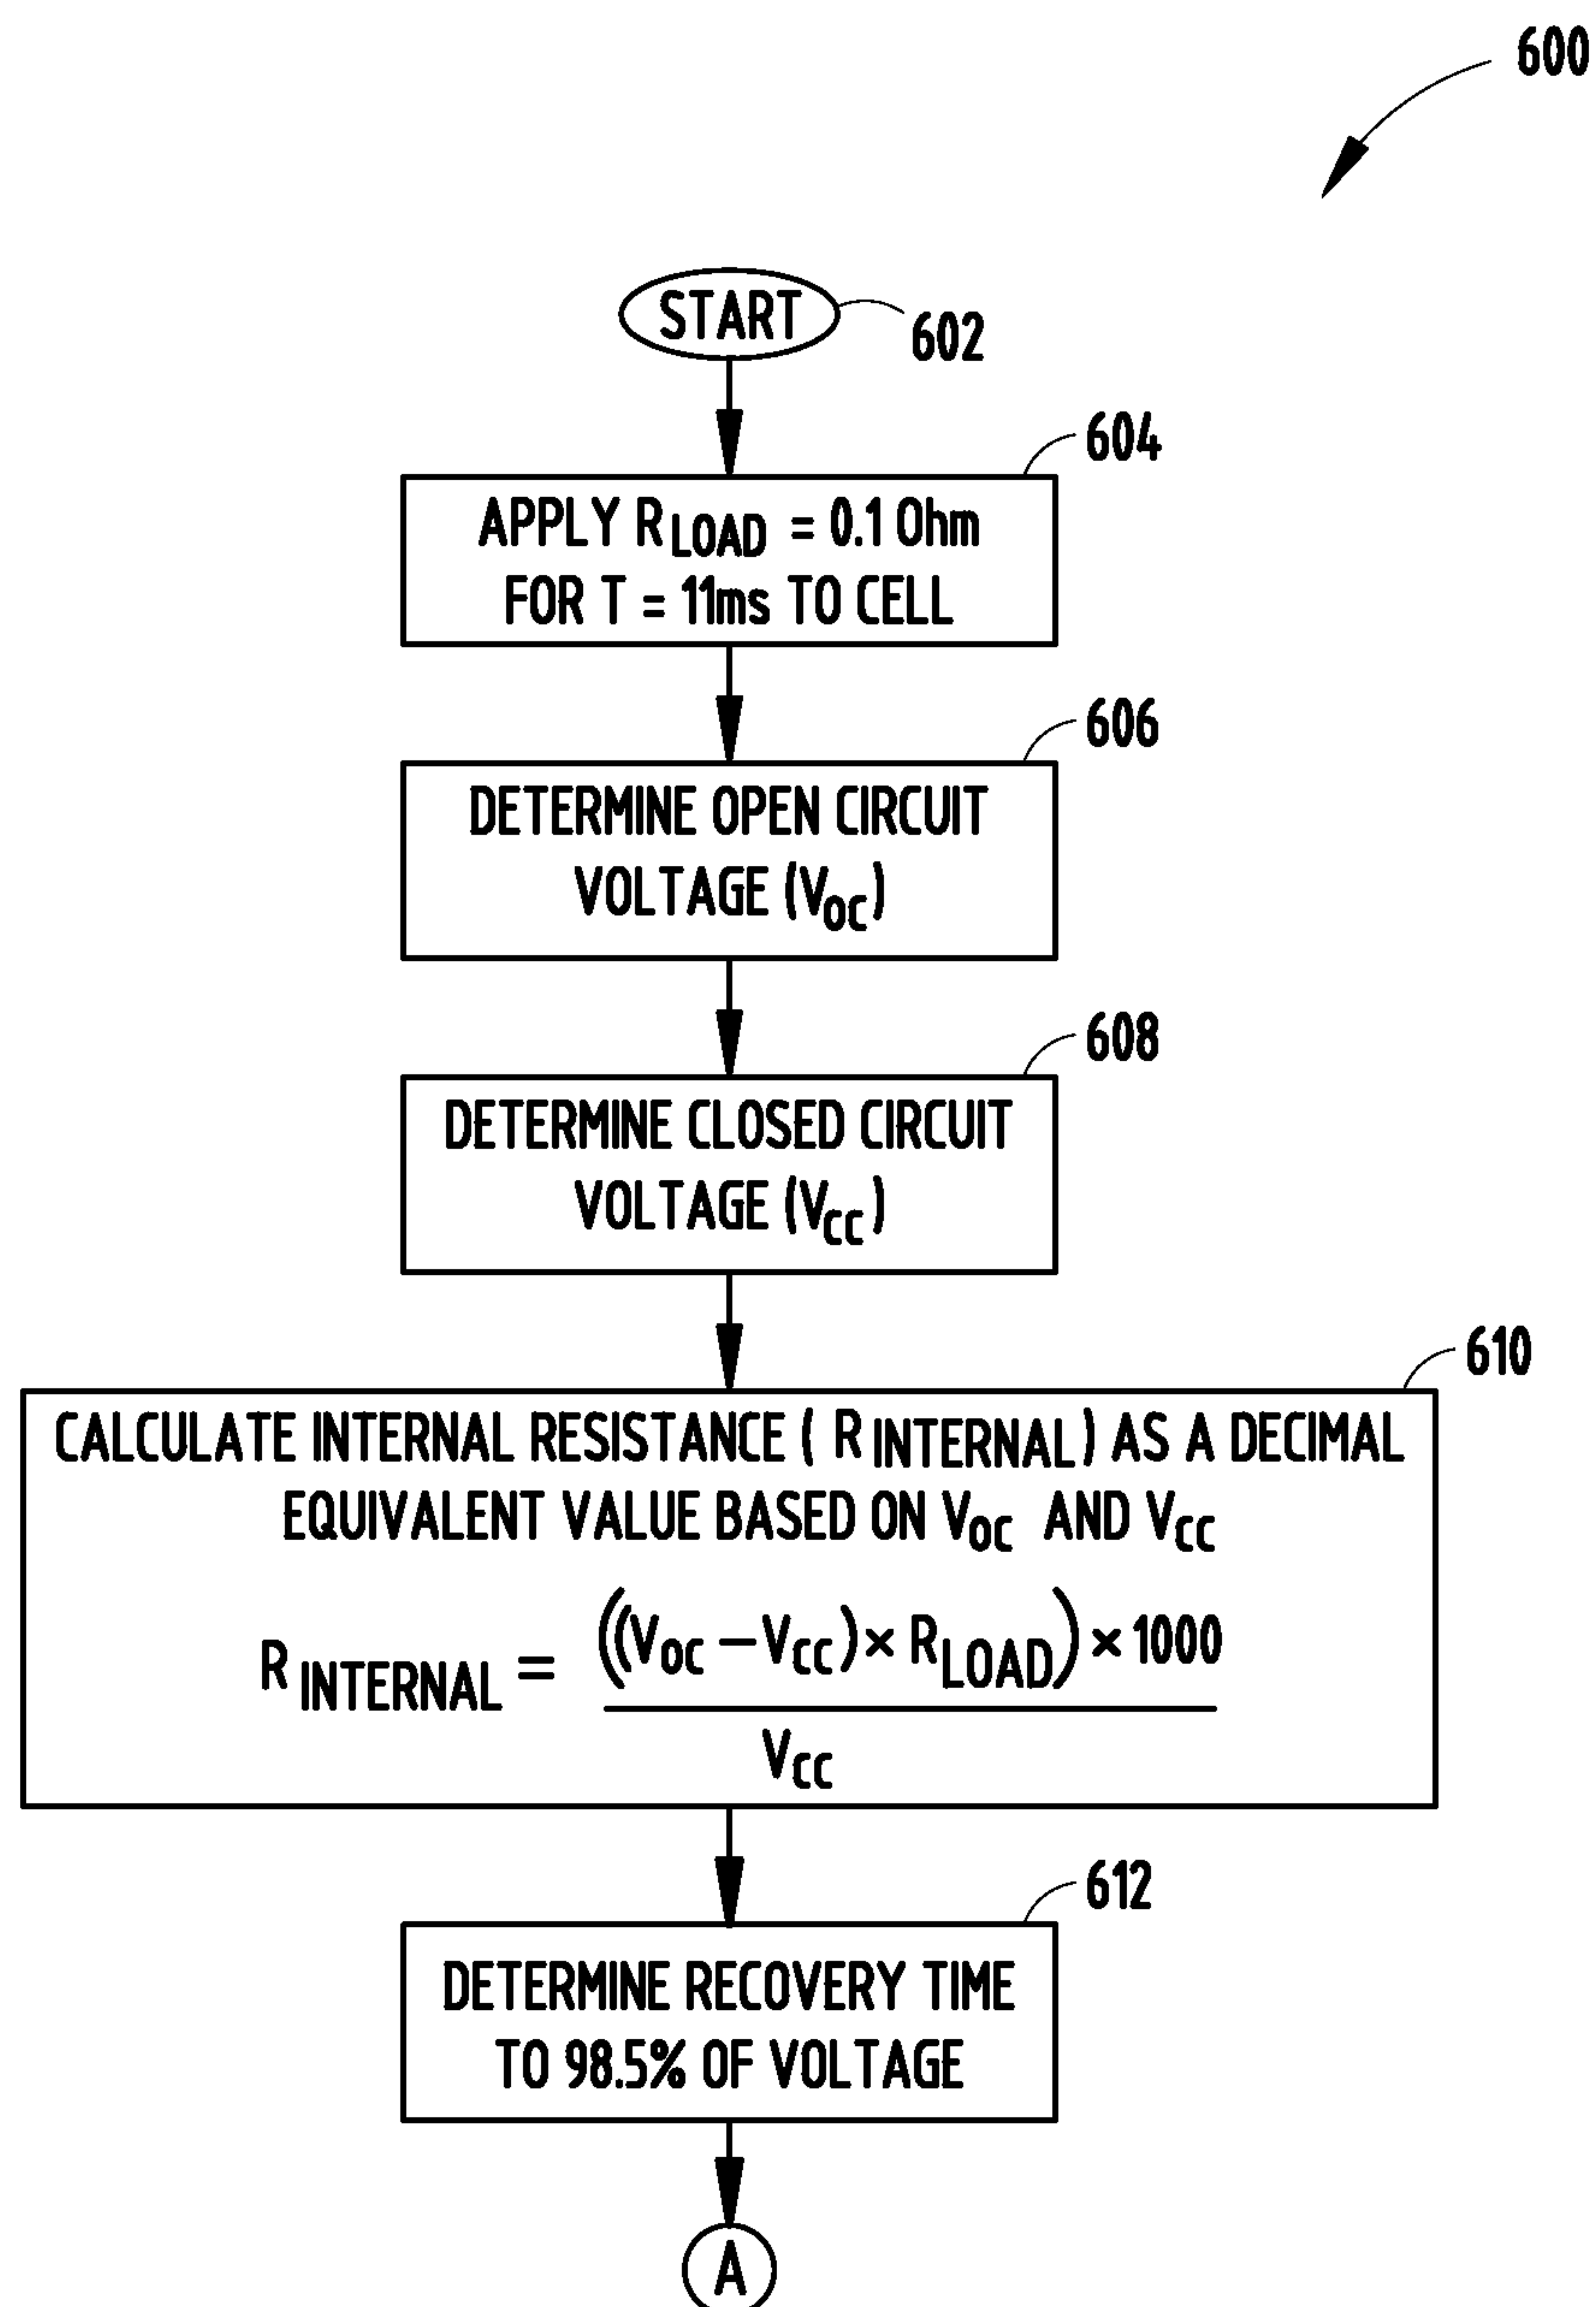 600
START
602
604
APPLY RLOAD = 0.1 Ohm
FOR T = 11ms TO CELL
606
DETERMINE OPEN CIRCUIT
VOLTAGE (VOC)
608
DETERMINE CLOSED CIRCUIT
VOLTAGE (VCC)
610
CALCULATE INTERNAL RESISTANCE ( RINTERNAL) AS A DECIMAL
EQUIVALENT VALUE BASED ON VOC AND VCC
RINTERNAL = ((VOC – VCC) × RLOAD) × 1000
VCC
612
DETERMINE RECOVERY TIME
TO 98.5% OF VOLTAGE
A